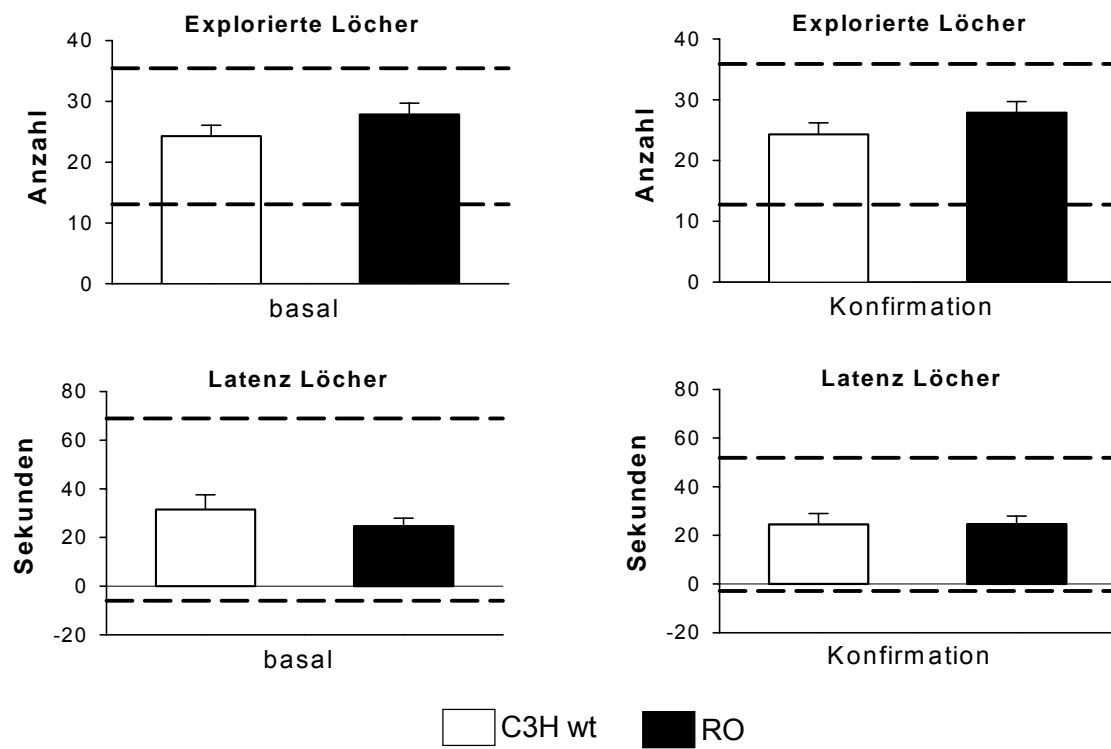 Explorierte Löcher
40
30
20
10
0
Anzahl
basal
Explorierte Löcher
40
30
20
10
0
Anzahl
Konfirmation
Latenz Löcher
80
60
40
20
0
-20
Sekunden
basal
Latenz Löcher
80
60
40
20
0
-20
Sekunden
Konfirmation
C3H wt RO